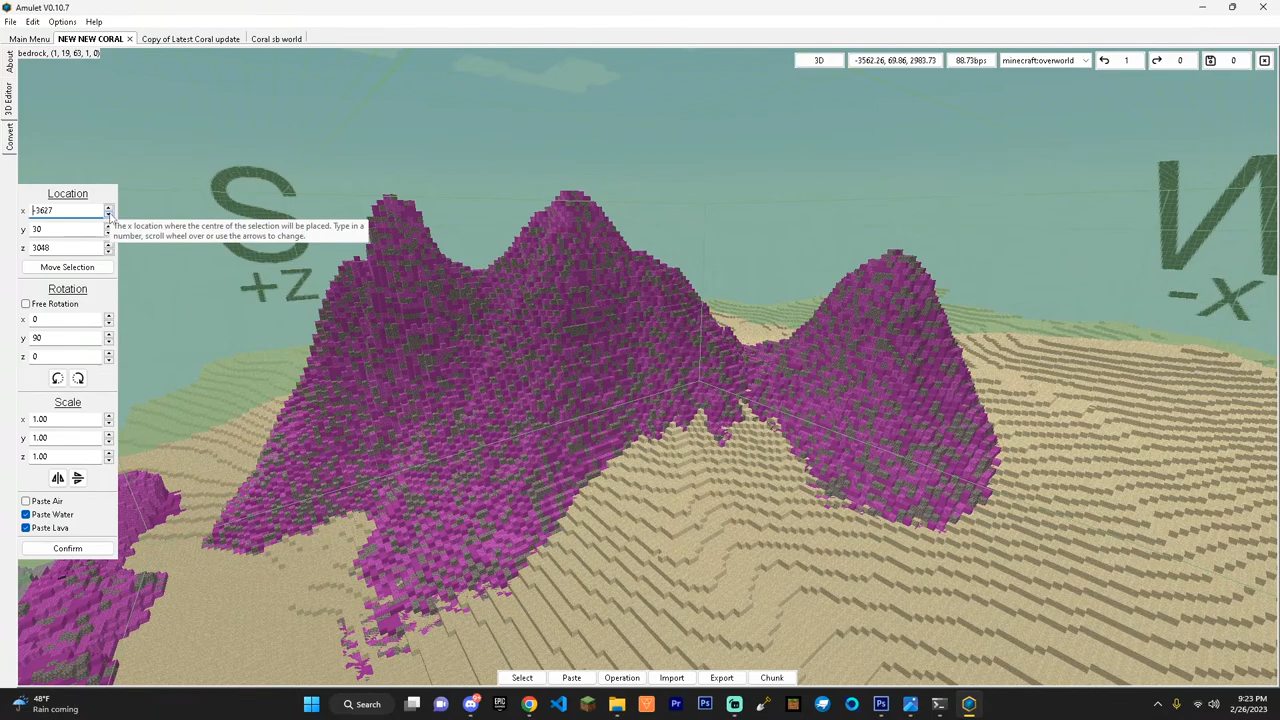 Amulet V0.10.7
File Edit Options Help
Main Menu NEW NEW CORAL Copy of Latest Coral update Coral sb world
bedrock, (1, 19, 63, 1, 0)
About
3D Editor
Convert
3D -3562.26, 69.86, 2983.73 88.73bps minecraft:overworld 1 0 0
S
+Z
N
-X
Location
x -3627
y 30
z 3048
The x location where the centre of the selection will be placed. Type in a
number, scroll wheel over or use the arrows to change.
Move Selection
Rotation
Free Rotation
x 0
y 90
z 0
Scale
x 1.00
y 1.00
z 1.00
Paste Air
Paste Water
Paste Lava
Confirm
Select Paste Operation Import Export Chunk
48°F
Rain coming
Search
EPIC
Pr
Ps
Ps
9:23 PM
2/26/2023